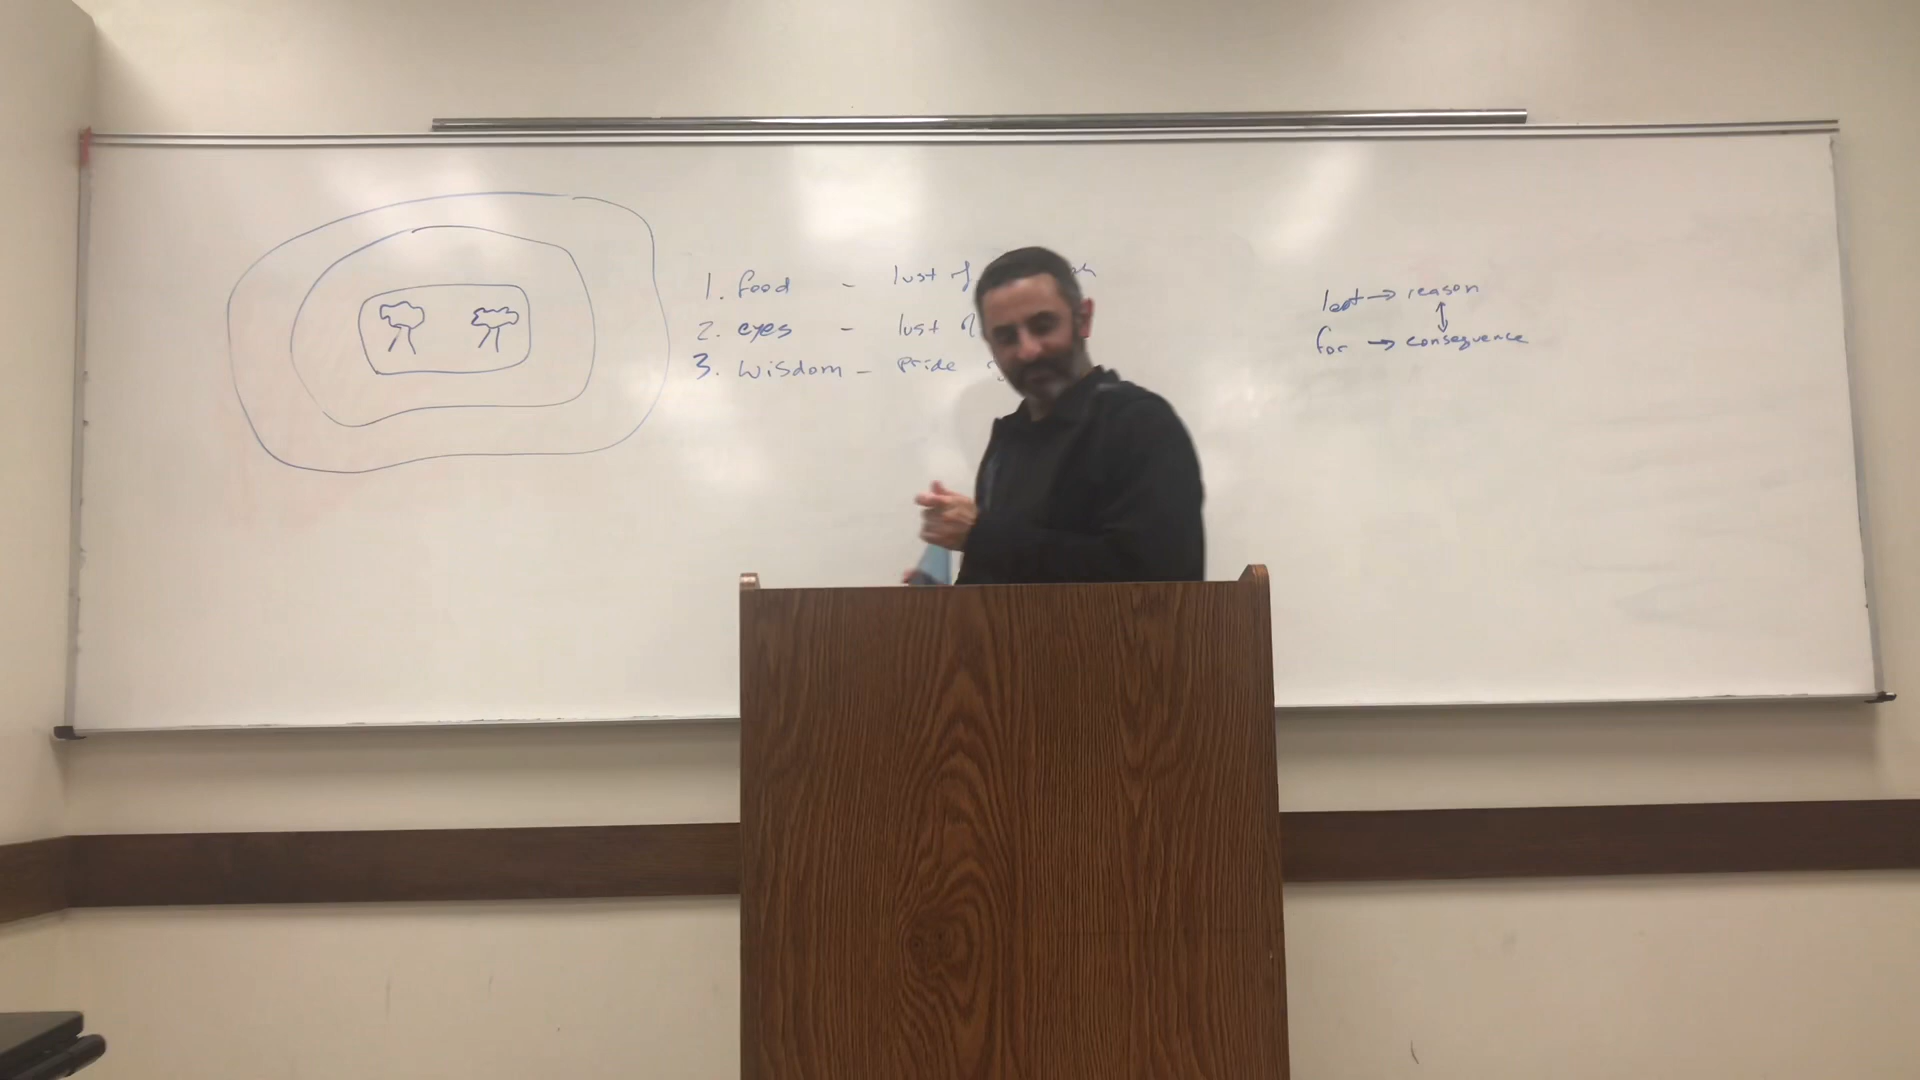 1. food - lust of
2. eyes - lust
3. wisdom - Pride
lest → reason
for → consequence